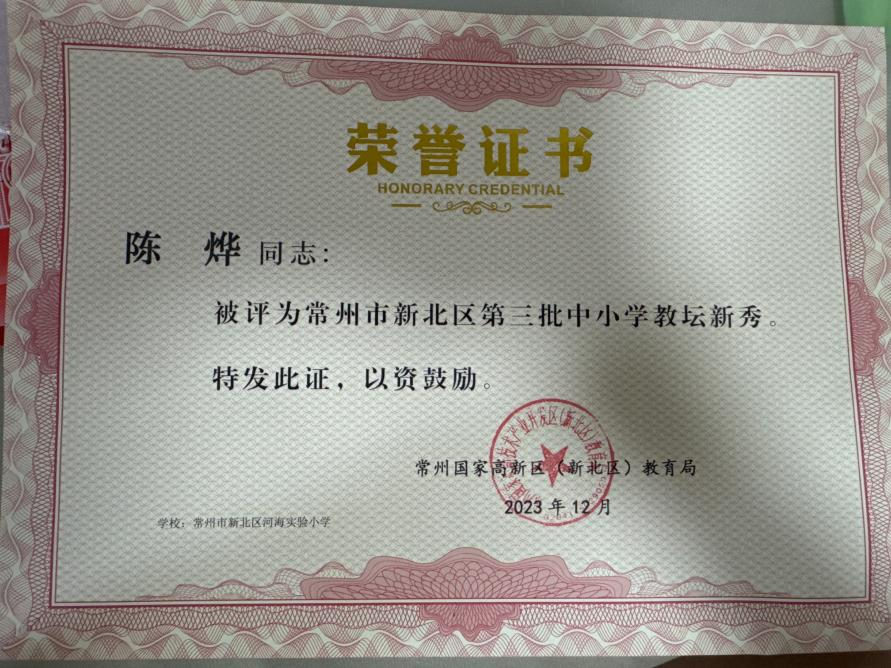 荣誉证书
HONORARY CREDENTIAL
陈 烨 同志：
被评为常州市新北区第三批中小学教坛新秀。
特发此证，以资鼓励。
常州国家高新区（新北区）教育局
2023 年 12 月
学校：常州市新北区河海实验小学